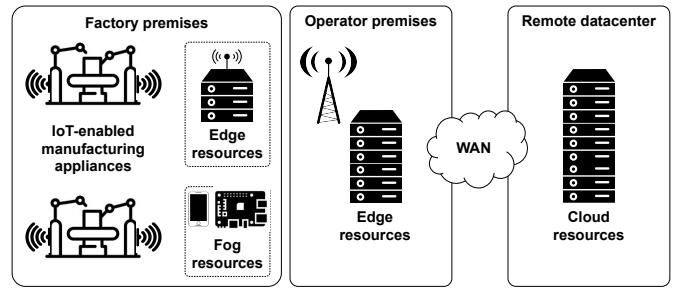 Factory premises
Operator premises
Remote datacenter
IoT-enabled
manufacturing
appliances
Edge
resources
Fog
resources
Edge
resources
WAN
Cloud
resources